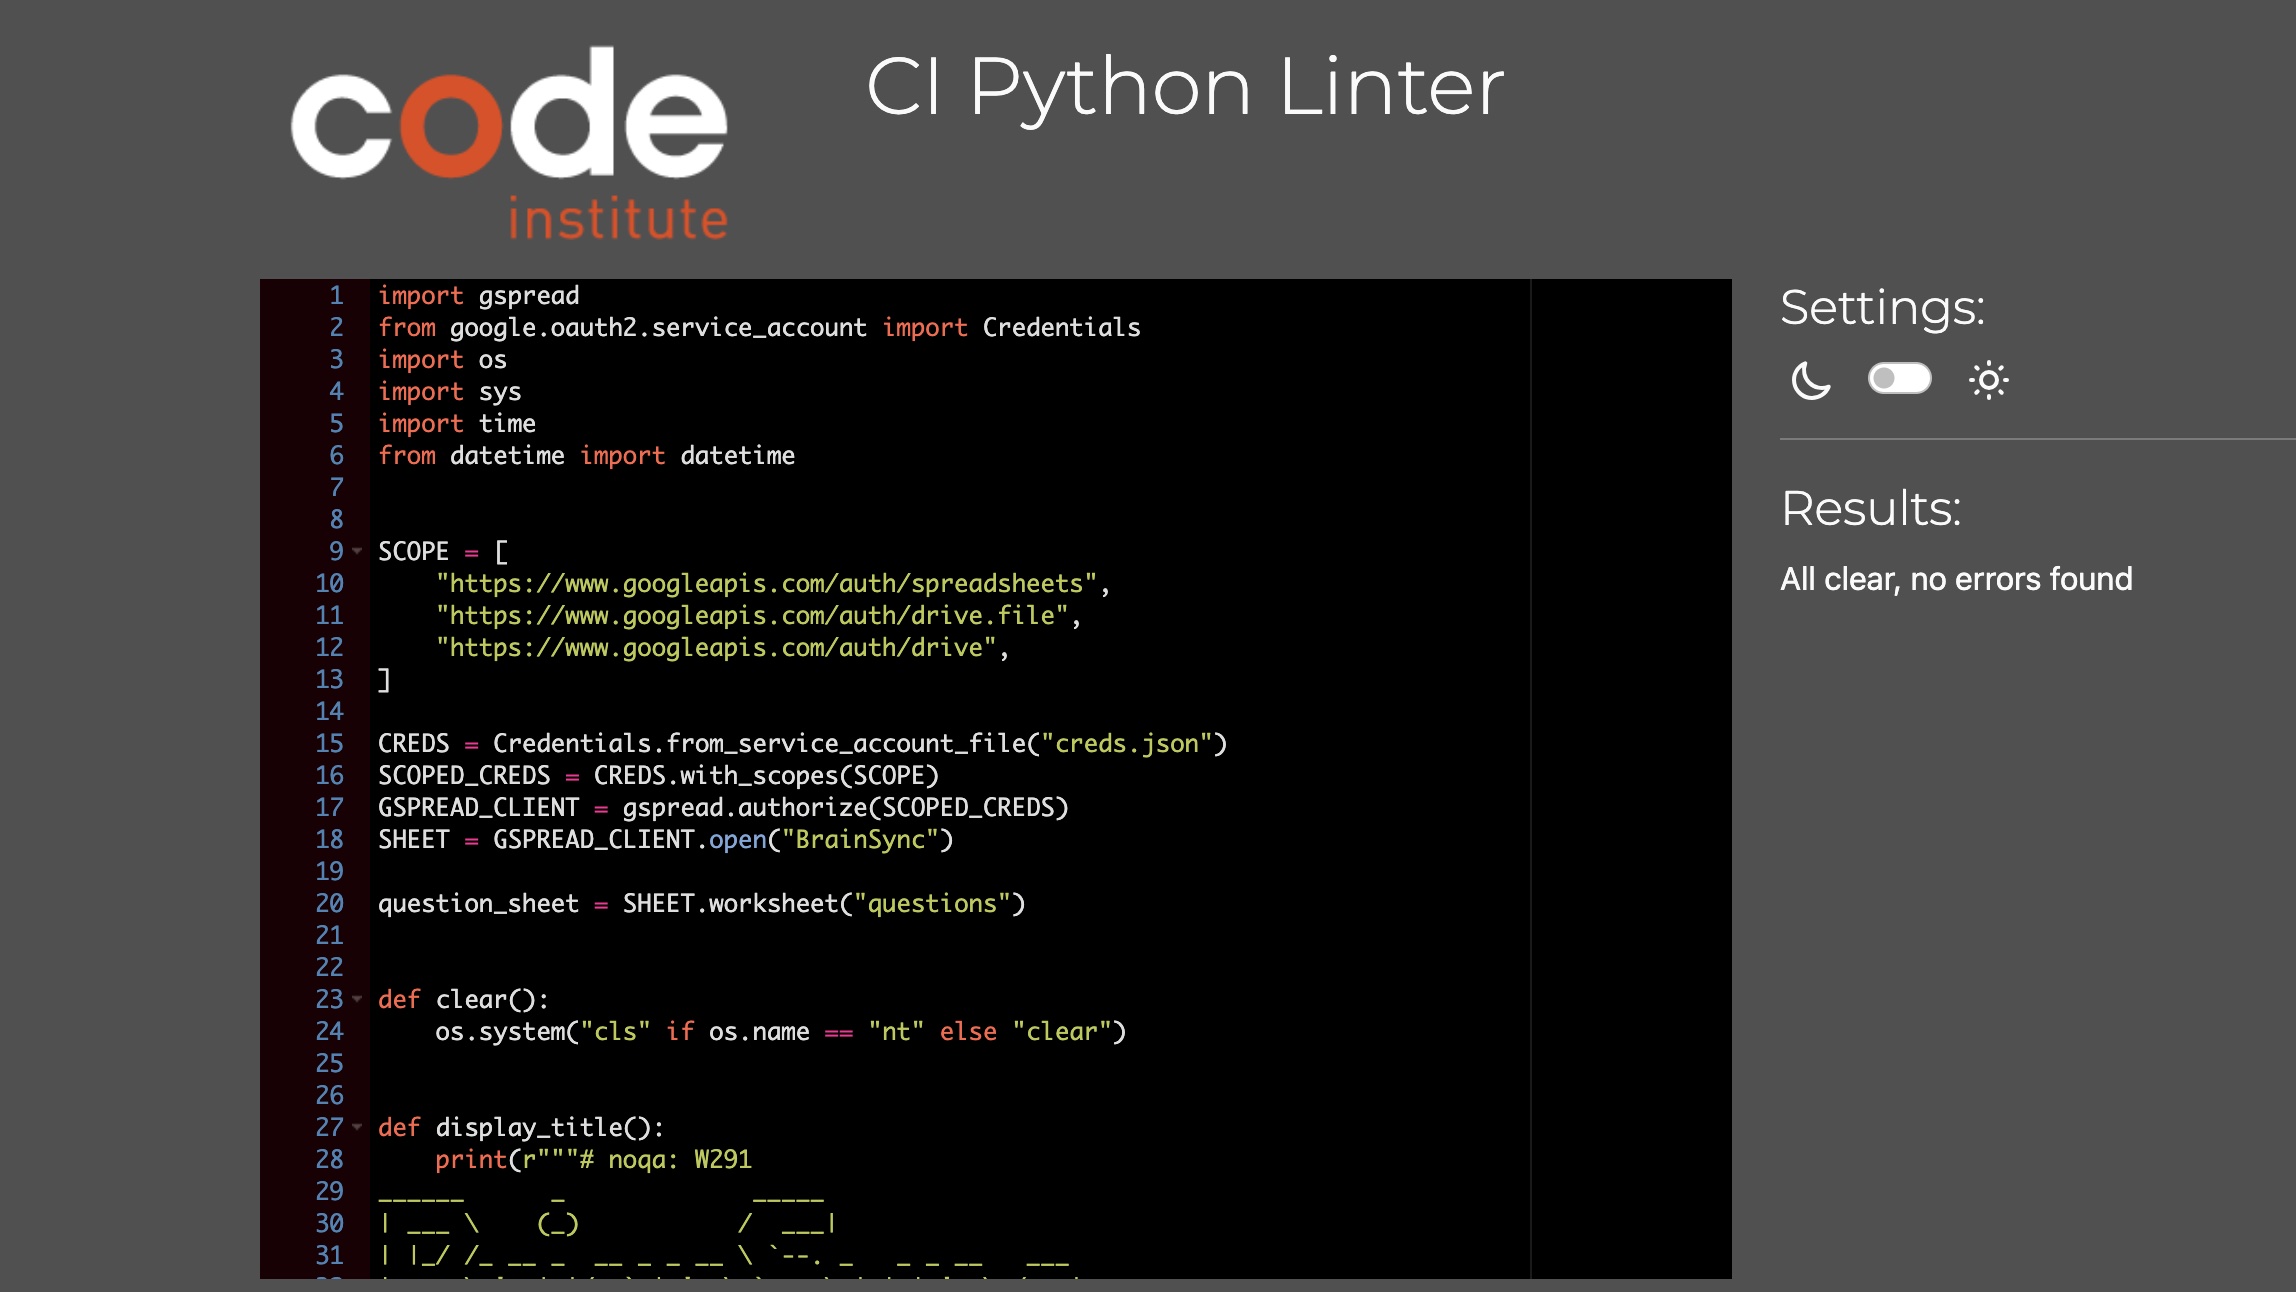 code
institute
CI Python Linter
1 import gspread
2 from google.oauth2.service_account import Credentials
3 import os
4 import sys
5 import time
6 from datetime import datetime
7
8
9 SCOPE = [
10     "https://www.googleapis.com/auth/spreadsheets",
11     "https://www.googleapis.com/auth/drive.file",
12     "https://www.googleapis.com/auth/drive",
13 ]
14
15 CREDS = Credentials.from_service_account_file("creds.json")
16 SCOPED_CREDS = CREDS.with_scopes(SCOPE)
17 GSPREAD_CLIENT = gspread.authorize(SCOPED_CREDS)
18 SHEET = GSPREAD_CLIENT.open("BrainSync")
19
20 question_sheet = SHEET.worksheet("questions")
21
22
23 def clear():
24     os.system("cls" if os.name == "nt" else "clear")
25
26
27 def display_title():
28     print(r"""# noqa: W291
29 ______      _             _____
30 | ___ \    (_)           /  ___|
31 | |_/ /_ __ _  __ _ _ __ \ `--. _   _ _ __   ___
Settings:
Results:
All clear, no errors found